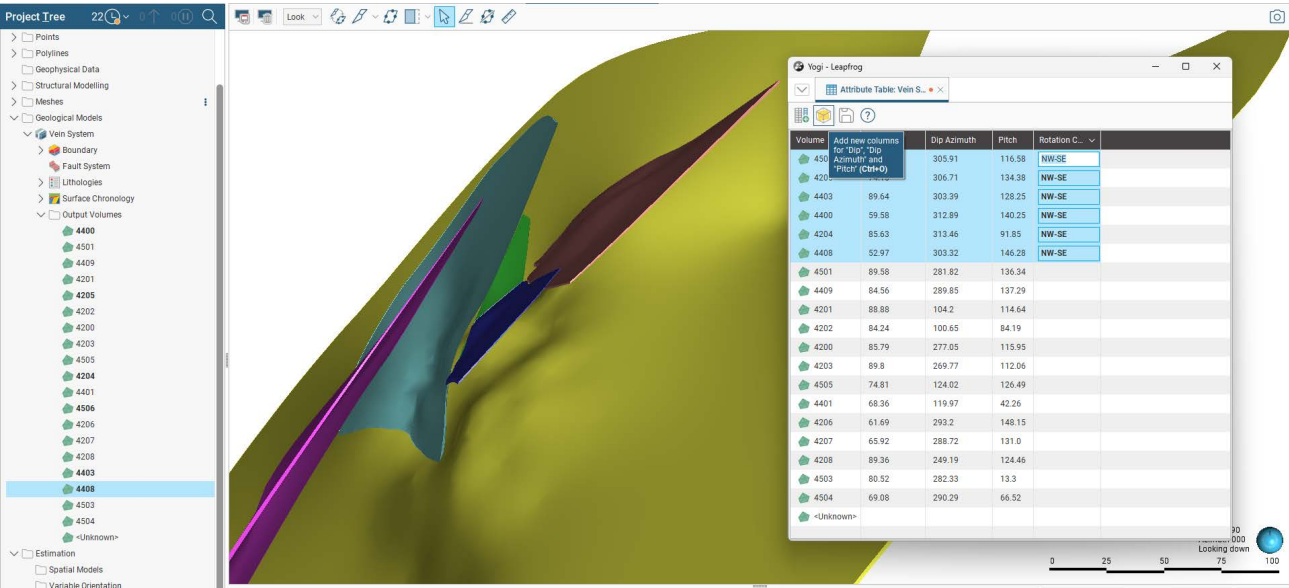 Project Tree
22
0
0
Look
Points
Polylines
Geophysical Data
Structural Modelling
Meshes
Geological Models
Vein System
Boundary
Fault System
Lithologies
Surface Chronology
Output Volumes
4400
4501
4409
4201
4205
4202
4200
4203
4505
4204
4401
4506
4206
4207
4208
4403
4408
4503
4504
<Unknown>
Estimation
Spatial Models
Variable Orientation
Yogi - Leapfrog
Attribute Table: Vein S...
Volume Dip Azimuth Pitch Rotation C...
Add new columns
for "Dip", "Dip
Azimuth" and
"Pitch" (Ctrl+O)
450 305.91 116.58 NW-SE
420 306.71 134.38 NW-SE
4403 89.64 303.39 128.25 NW-SE
4400 59.58 312.89 140.25 NW-SE
4204 85.63 313.46 91.85 NW-SE
4408 52.97 303.32 146.28 NW-SE
4501 89.58 281.82 136.34
4409 84.56 289.85 137.29
4201 88.88 104.2 114.64
4202 84.24 100.65 84.19
4200 85.79 277.05 115.95
4203 89.8 269.77 112.06
4505 74.81 124.02 126.49
4401 68.36 119.97 42.26
4206 61.69 293.2 148.15
4207 65.92 288.72 131.0
4208 89.36 249.19 124.46
4503 80.52 282.33 13.3
4504 69.08 290.29 66.52
<Unknown>
90
000
Looking down
0 25 50 75 100